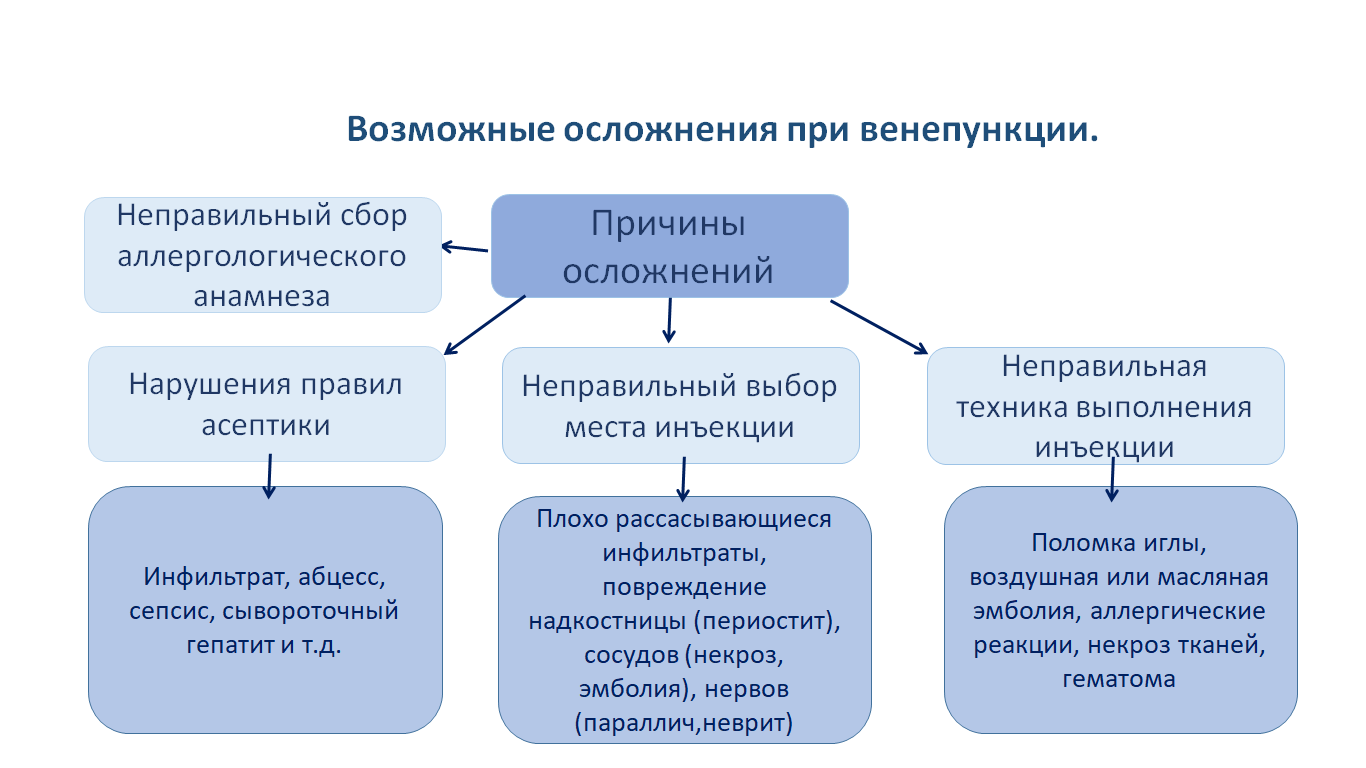 Возможные осложнения при венепункции.
Неправильный сбор
аллергологического
анамнеза
Причины
осложнений
Нарушения правил
асептики
Неправильный выбор
места инъекции
Неправильная
техника выполнения
инъекции
Инфильтрат, абцесс,
сепсис, сывороточный
гепатит и т.д.
Плохо рассасывающиеся
инфильтраты,
повреждение
надкостницы (периостит),
сосудов (некроз,
эмболия), нервов
(параллич,неврит)
Поломка иглы,
воздушная или масляная
эмболия, аллергические
реакции, некроз тканей,
гематома